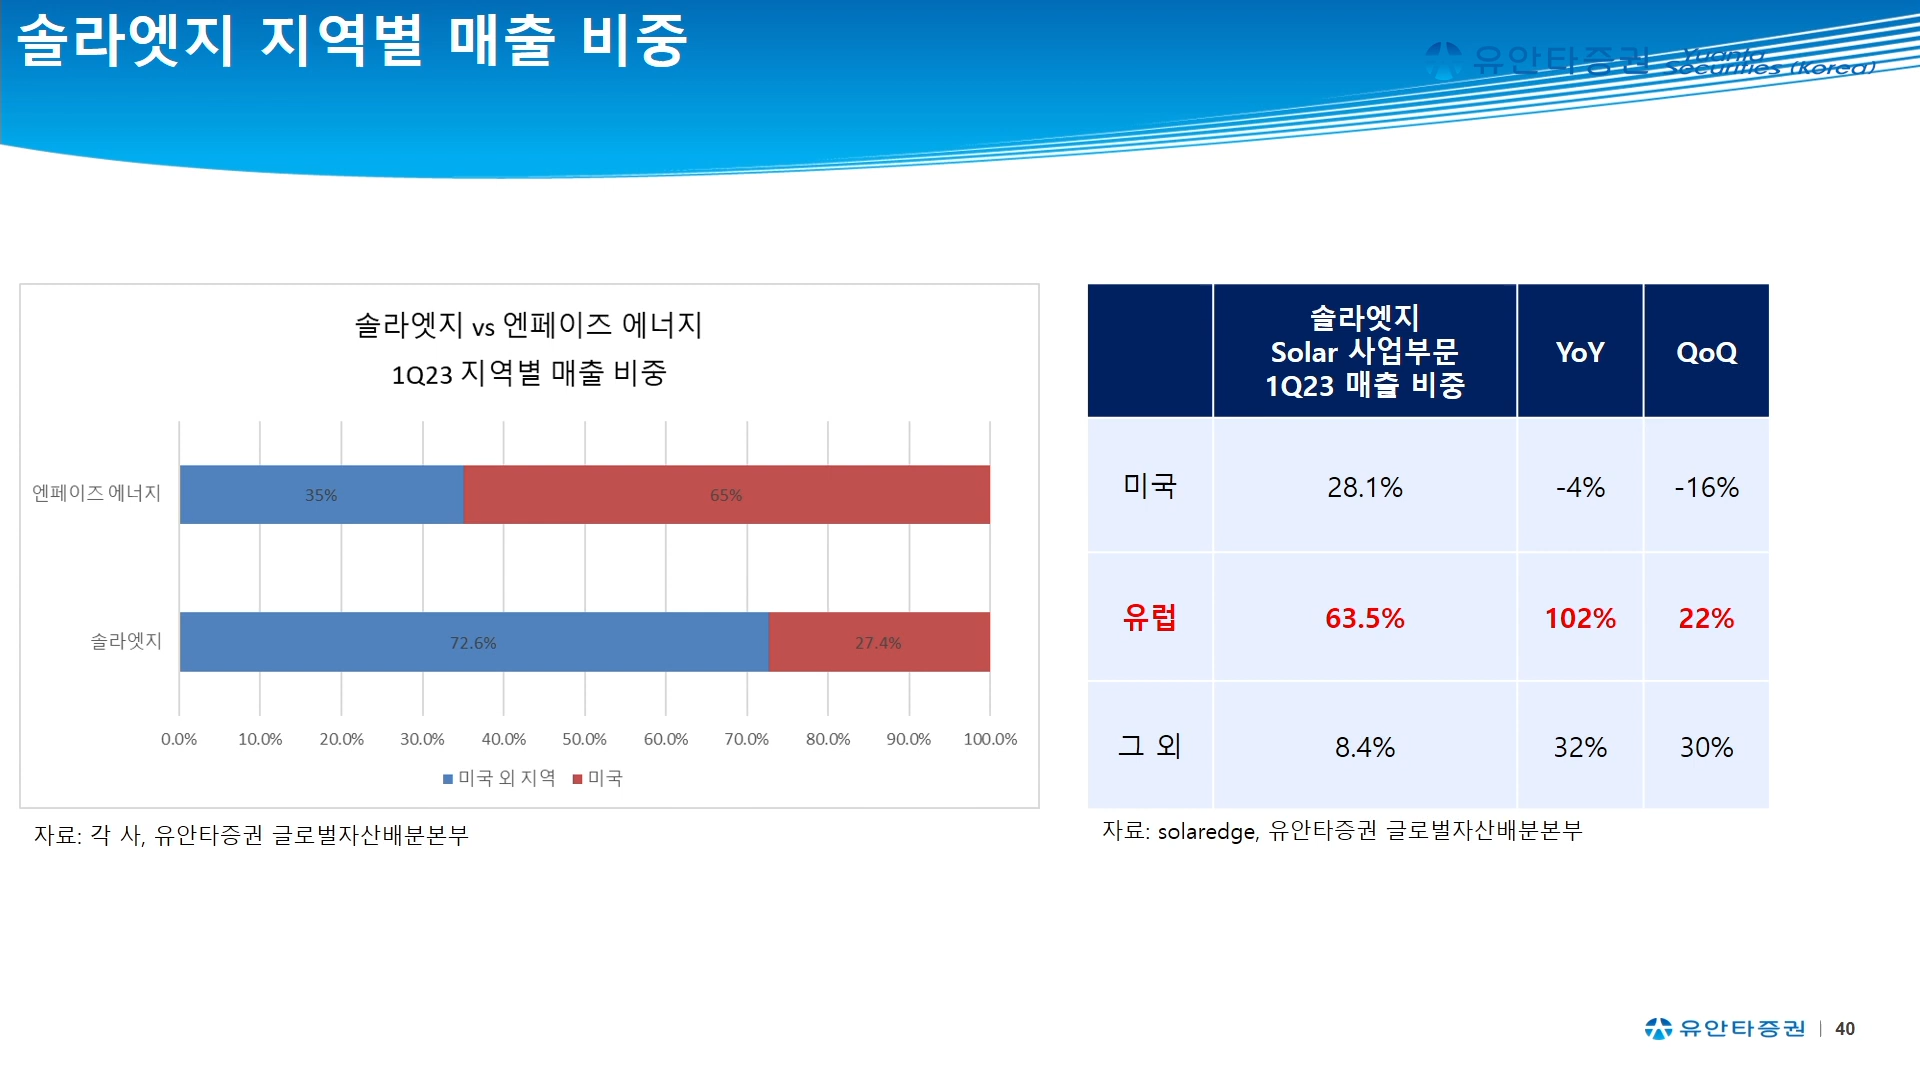 솔라엣지 지역별 매출 비중
유안타증권 Yuanta Securities (Korea)
솔라엣지 vs 엔페이즈 에너지
1Q23 지역별 매출 비중
엔페이즈 에너지 35% 65%
솔라엣지 72.6% 27.4%
0.0% 10.0% 20.0% 30.0% 40.0% 50.0% 60.0% 70.0% 80.0% 90.0% 100.0%
미국 외 지역 미국
자료: 각 사, 유안타증권 글로벌자산배분본부
솔라엣지
Solar 사업부문
1Q23 매출 비중
YoY
QoQ
미국 28.1% -4% -16%
유럽 63.5% 102% 22%
그 외 8.4% 32% 30%
자료: solaredge, 유안타증권 글로벌자산배분본부
유안타증권 | 40